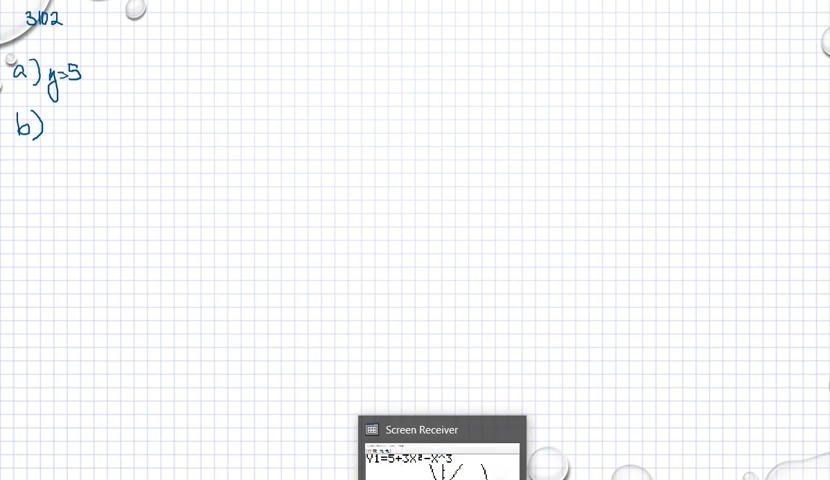 3102
a) y=5
b)
Screen Receiver
Y1=5+3X²-X^3